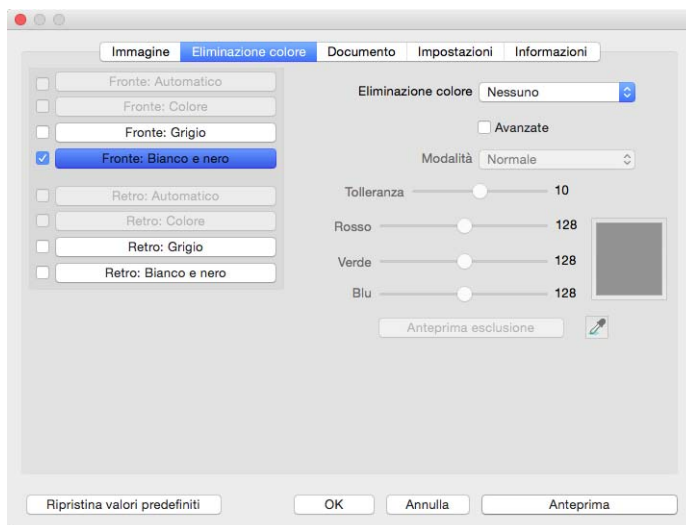 Immagine Eliminazione colore Documento Impostazioni Informazioni
Fronte: Automatico
Fronte: Colore
Fronte: Grigio
Fronte: Bianco e nero
Retro: Automatico
Retro: Colore
Retro: Grigio
Retro: Bianco e nero
Eliminazione colore Nessuno
Avanzate
Modalità Normale
Tolleranza 10
Rosso 128
Verde 128
Blu 128
Anteprima esclusione
Ripristina valori predefiniti OK Annulla Anteprima